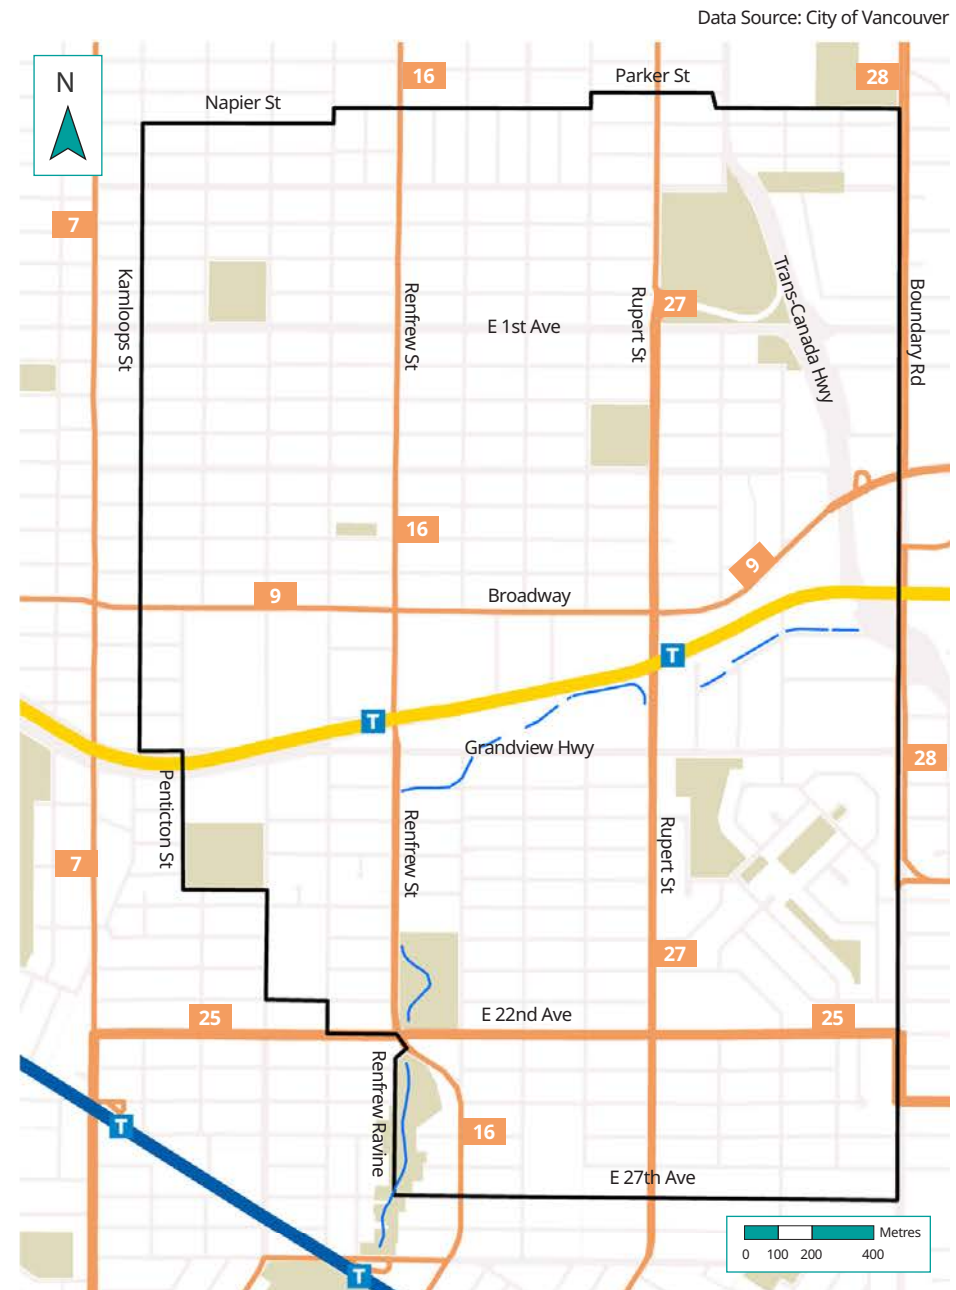 Data Source: City of Vancouver
N
16
Parker St
28
Napier St
7
Kamloops St
Renfrew St
E 1st Ave
Rupert St
27
Trans-Canada Hwy
Boundary Rd
16
9
9
Broadway
T
T
Grandview Hwy
28
Penticton St
7
Renfrew St
Rupert St
27
25
E 22nd Ave
25
Renfrew Ravine
T
16
E 27th Ave
T
Metres
0 100 200 400